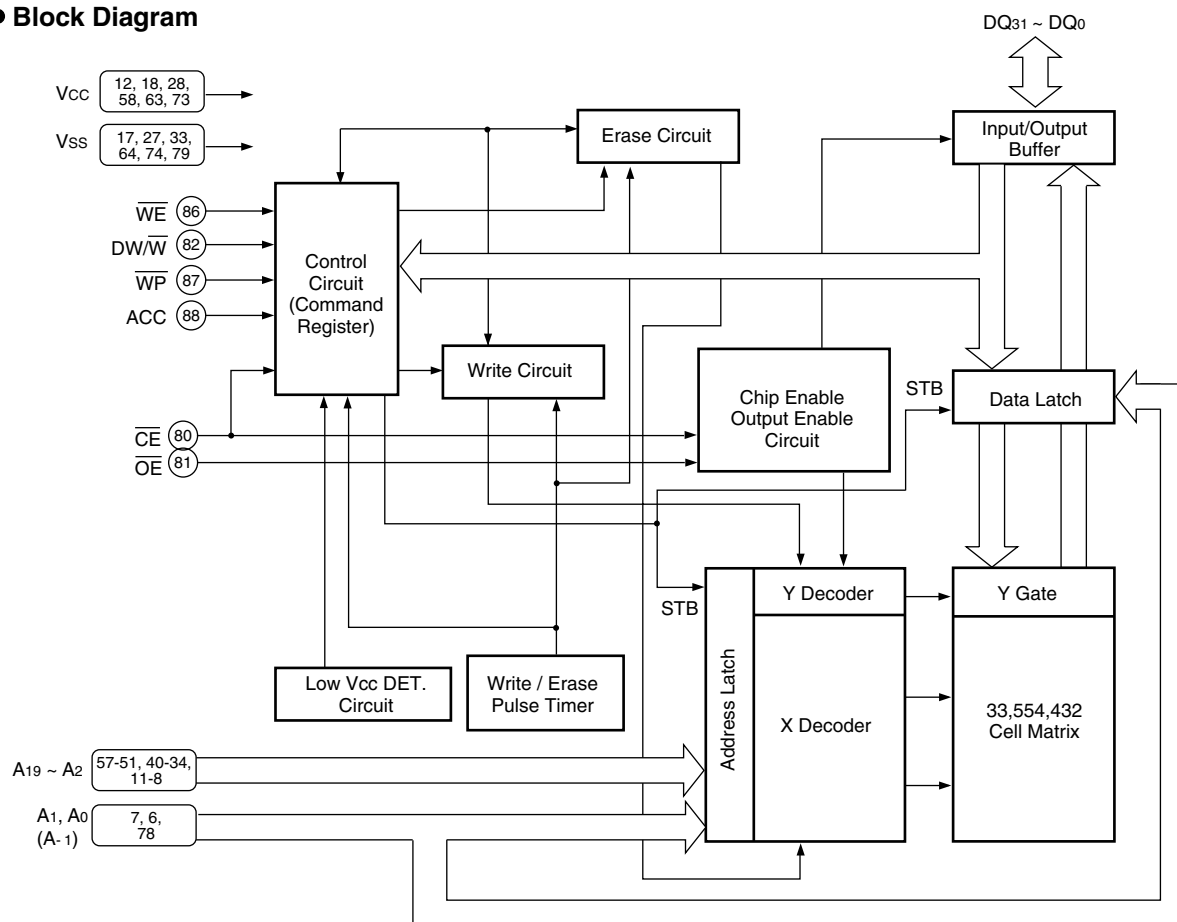 ● Block Diagram
DQ31 ~ DQ0
VCC
12, 18, 28,
58, 63, 73
VSS
17, 27, 33,
64, 74, 79
Erase Circuit
Input/Output
Buffer
WE
86
DW/W
82
WP
87
ACC
88
Control
Circuit
(Command
Register)
Write Circuit
Chip Enable
Output Enable
Circuit
STB
Data Latch
CE
80
OE
81
STB
Address Latch
Y Decoder
Y Gate
Low Vcc DET.
Circuit
Write / Erase
Pulse Timer
X Decoder
33,554,432
Cell Matrix
A19 ~ A2
57-51, 40-34,
11-8
A1, A0
(A-1)
7, 6,
78